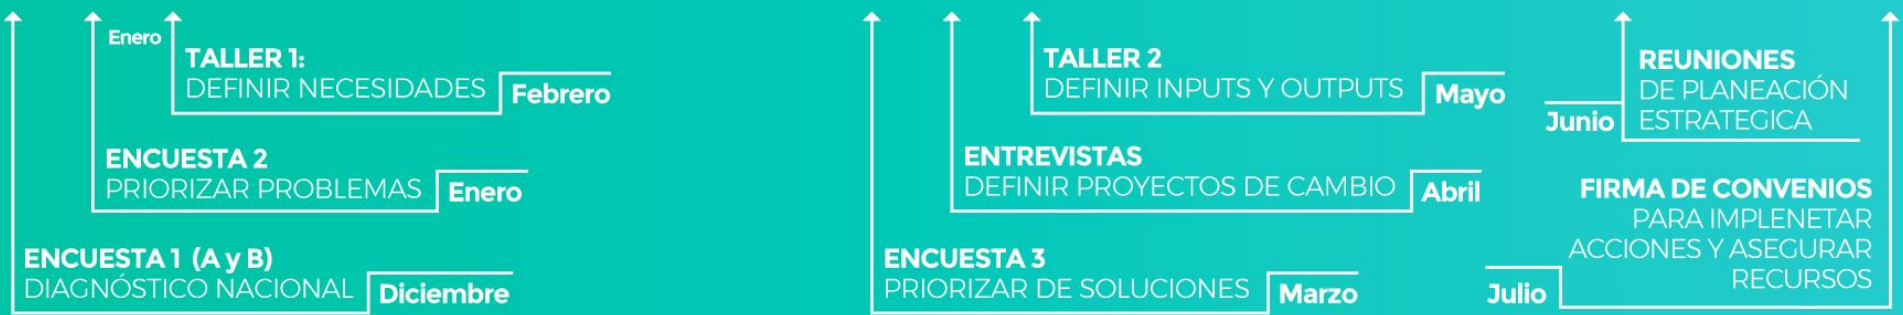 Enero
TALLER 1:
DEFINIR NECESIDADES
Febrero
ENCUESTA 2
PRIORIZAR PROBLEMAS
Enero
ENCUESTA 1 (A y B)
DIAGNÓSTICO NACIONAL
Diciembre
TALLER 2
DEFINIR INPUTS Y OUTPUTS
Mayo
ENTREVISTAS
DEFINIR PROYECTOS DE CAMBIO
Abril
ENCUESTA 3
PRIORIZAR DE SOLUCIONES
Marzo
REUNIONES
DE PLANEACIÓN
ESTRATEGICA
Junio
FIRMA DE CONVENIOS
PARA IMPLENETAR
ACCIONES Y ASEGURAR
RECURSOS
Julio